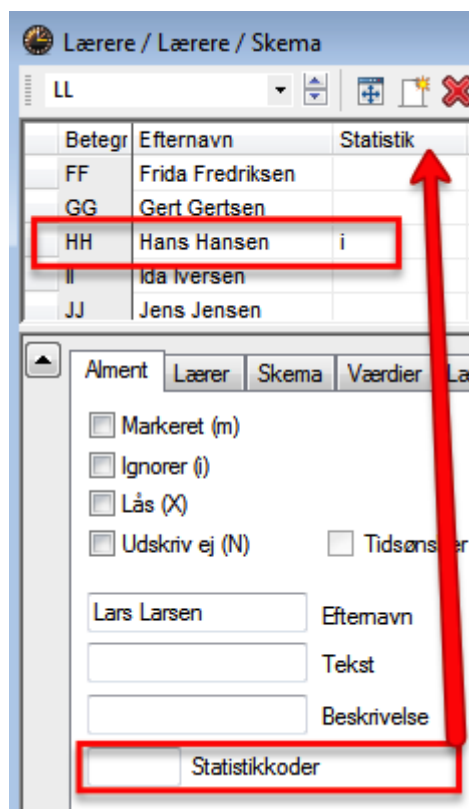 Lærere / Lærere / Skema
LL
Betegr Efternavn Statistik
FF Frida Fredriksen
GG Gert Gertsen
HH Hans Hansen i
II Ida Iversen
JJ Jens Jensen
Alment Lærer Skema Værdier Læ
Markeret (m)
Ignorer (i)
Lås (X)
Udskriv ej (N) Tidsønsker
Lars Larsen Efternavn
Tekst
Beskrivelse
Statistikkoder